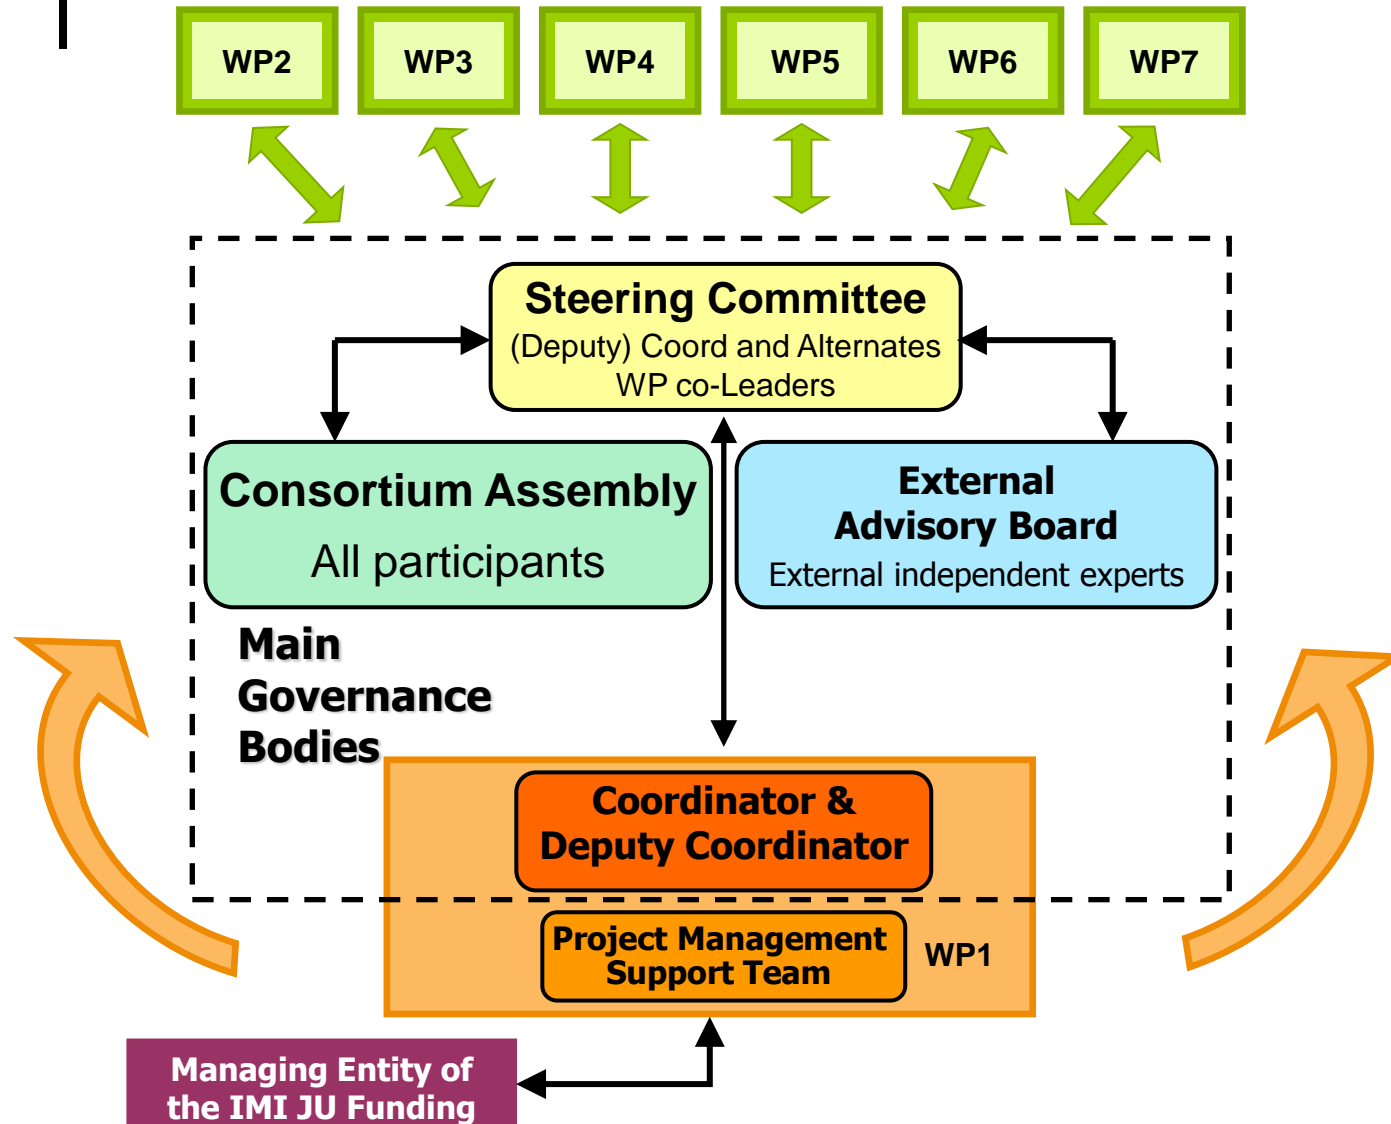 WP2 WP3 WP4 WP5 WP6 WP7
Steering Committee
(Deputy) Coord and Alternates
WP co-Leaders
Consortium Assembly
All participants
External
Advisory Board
External independent experts
Main
Governance
Bodies
Coordinator &
Deputy Coordinator
Project Management
Support Team
WP1
Managing Entity of
the IMI JU Funding